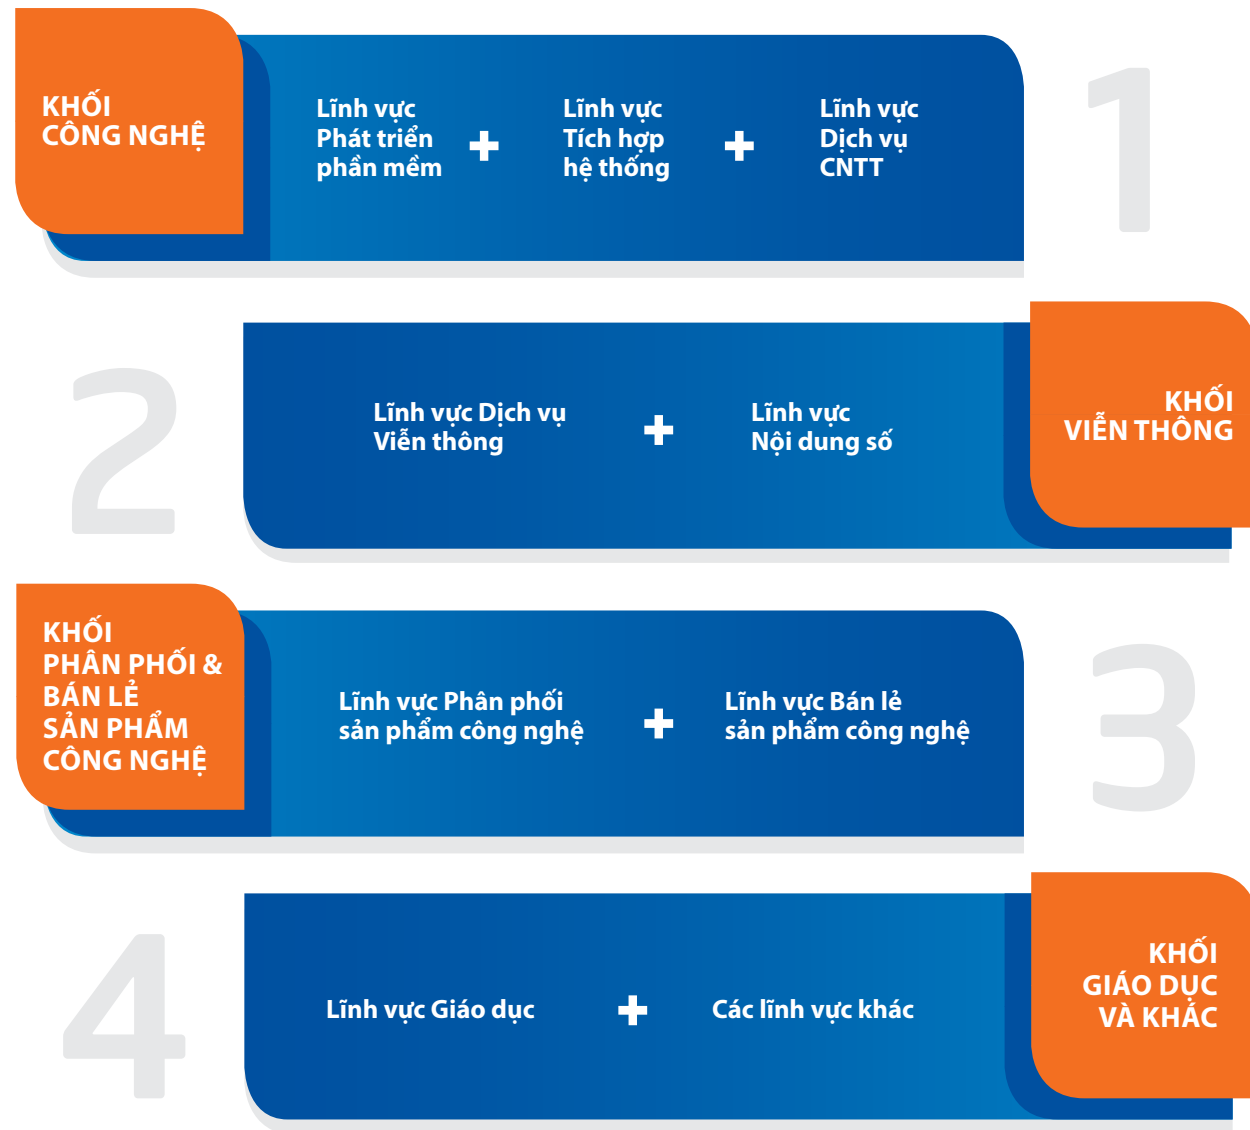 KHỐI
CÔNG NGHỆ
Lĩnh vực
Phát triển
phần mềm
+
Lĩnh vực
Tích hợp
hệ thống
+
Lĩnh vực
Dịch vụ
CNTT
1
2
Lĩnh vực Dịch vụ
Viễn thông
+
Lĩnh vực
Nội dung số
KHỐI
VIỄN THÔNG
KHỐI
PHÂN PHỐI &
BÁN LẺ
SẢN PHẨM
CÔNG NGHỆ
Lĩnh vực Phân phối
sản phẩm công nghệ
+
Lĩnh vực Bán lẻ
sản phẩm công nghệ
3
4
Lĩnh vực Giáo dục
+
Các lĩnh vực khác
KHỐI
GIÁO DỤC
VÀ KHÁC